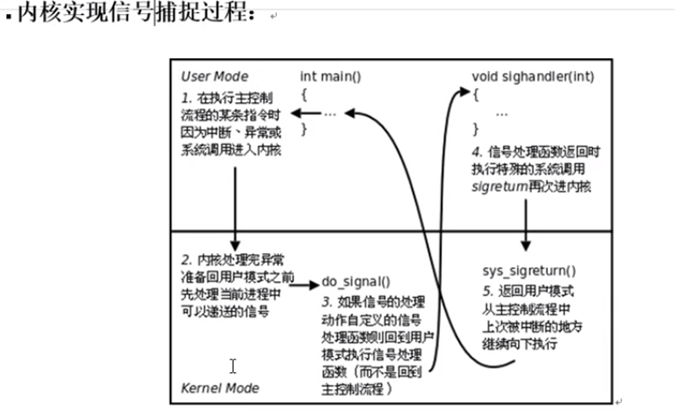 ▪内核实现信号捕捉过程：
User Mode
int main()
{
...
}
void sighandler(int)
{
...
}
1. 在执行主控制
流程的某条指令时
因为中断、异常或
系统调用进入内核
4. 信号处理函数返回时
执行特殊的系统调用
sigreturn再次进内核
2. 内核处理完异常
准备回用户模式之前
先处理当前进程中
可以递送的信号
do_signal()
3. 如果信号的处理
动作自定义的信号
处理函数则回到用户
模式执行信号处理
函数（而不是回到
主控制流程）
sys_sigreturn()
5. 返回用户模式
从主控制流程中
上次被中断的地方
继续向下执行
Kernel Mode